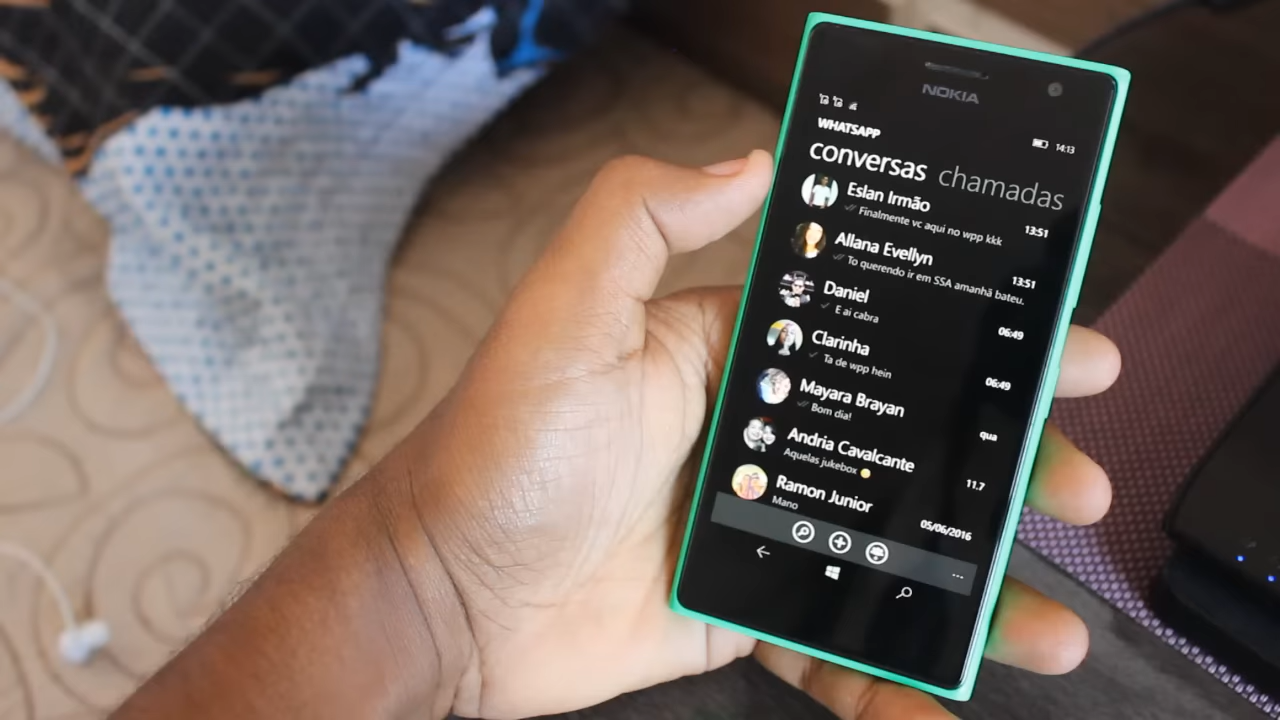 NOKIA
14:13
WHATSAPP
conversas chamadas
Eslan Irmão
Finalmente vc aqui no wpp kkk 13:51
Allana Evellyn
To querendo ir em SSA amanhã bateu. 13:51
Daniel
E ai cabra 06:49
Clarinha
Ta de wpp hein 06:49
Mayara Brayan
Bom dia! qua
Andria Cavalcante
Aquelas jukebox 11.7
Ramon Junior
Mano 05/06/2016